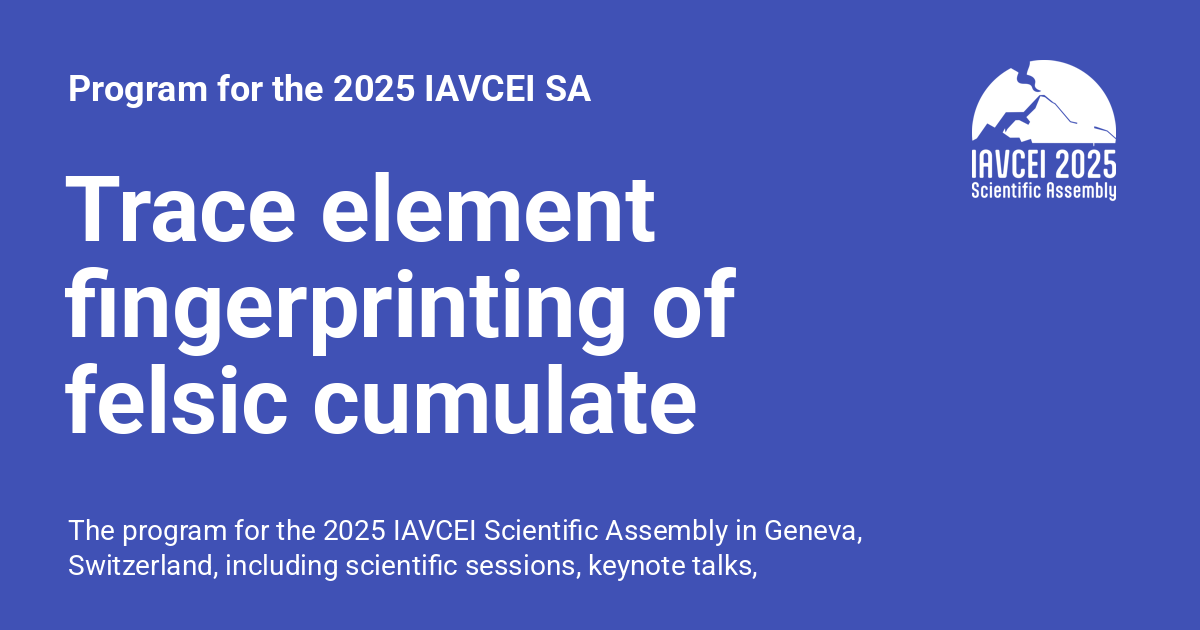 Program for the 2025 IAVCEI SA
IAVCEI 2025
Scientific Assembly
Trace element
fingerprinting of
felsic cumulate
The program for the 2025 IAVCEI Scientific Assembly in Geneva,
Switzerland, including scientific sessions, keynote talks,